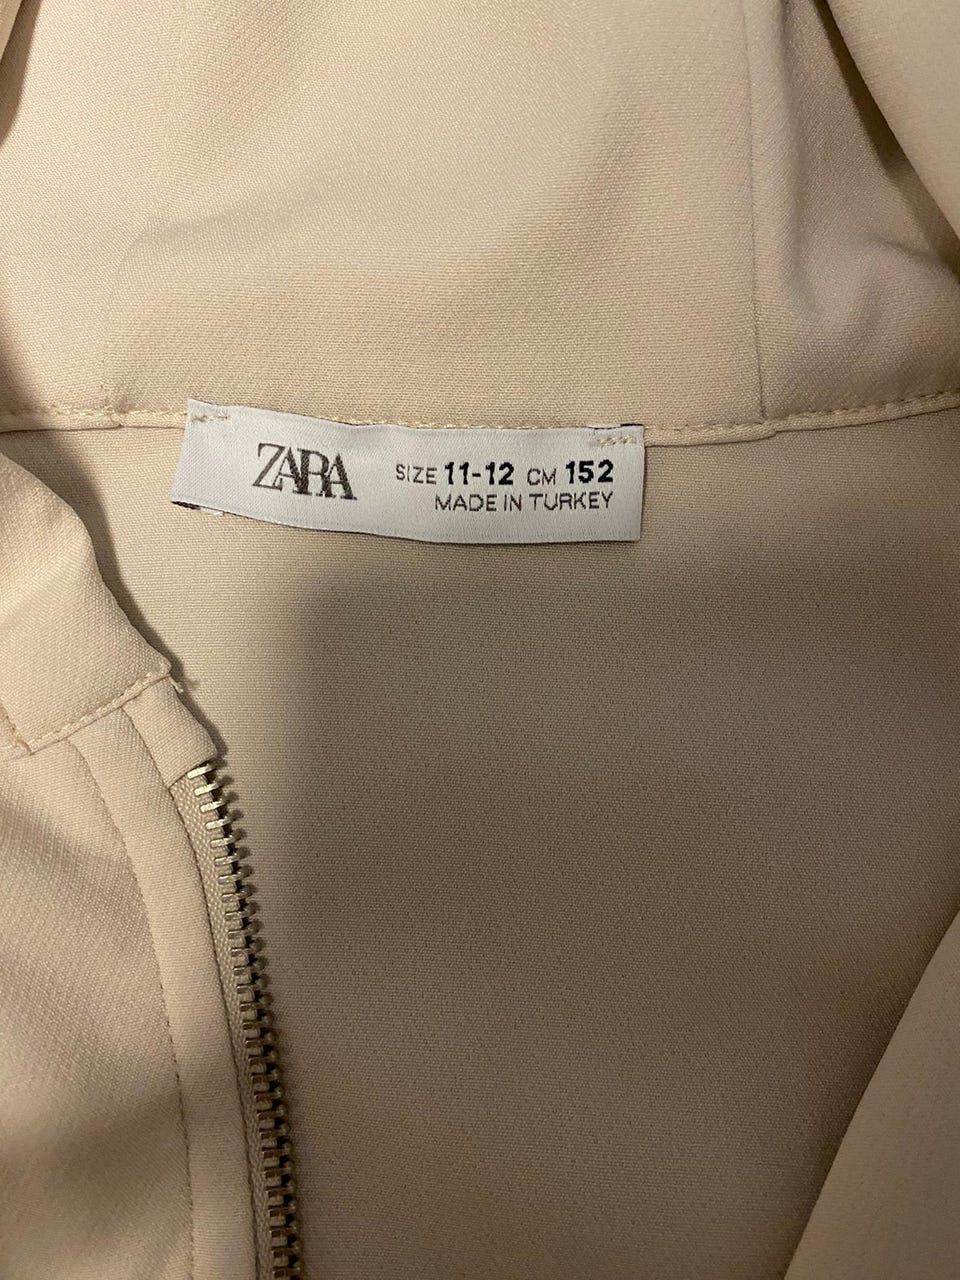 ZARA
SIZE 11-12 CM 152
MADE IN TURKEY